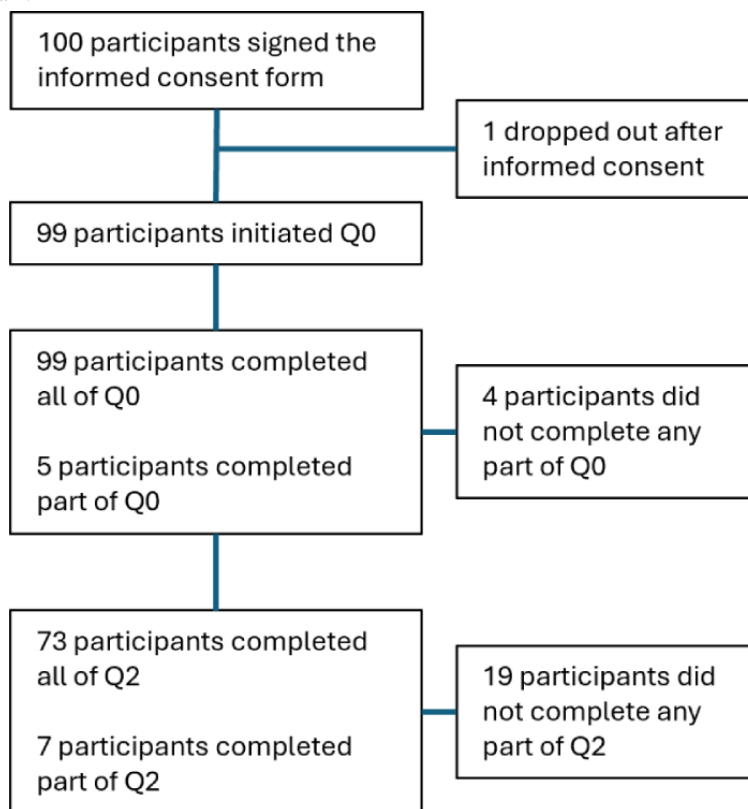 100 participants signed the
informed consent form
1 dropped out after
informed consent
99 participants initiated Q0
99 participants completed
all of Q0
5 participants completed
part of Q0
4 participants did
not complete any
part of Q0
73 participants completed
all of Q2
7 participants completed
part of Q2
19 participants did
not complete any
part of Q2